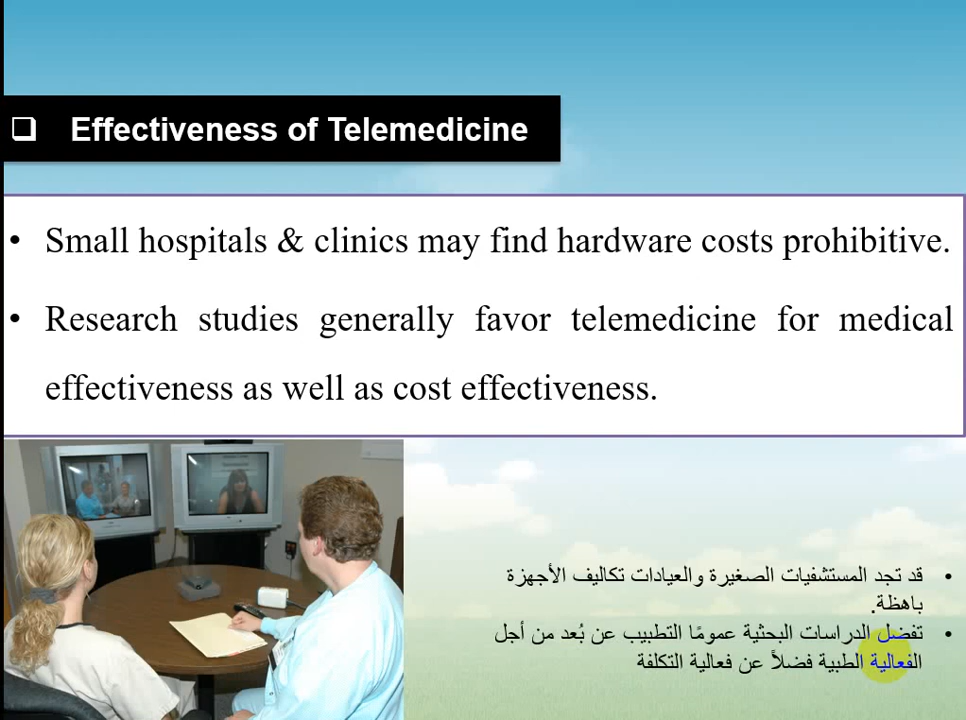 ❑ Effectiveness of Telemedicine
• Small hospitals & clinics may find hardware costs prohibitive.
• Research studies generally favor telemedicine for medical
effectiveness as well as cost effectiveness.
• قد تجد المستشفيات الصغيرة والعيادات تكاليف الأجهزة
باهظة.
• تفضل الدراسات البحثية عمومًا التطبيب عن بُعد من أجل
الفعالية الطبية فضلاً عن فعالية التكلفة